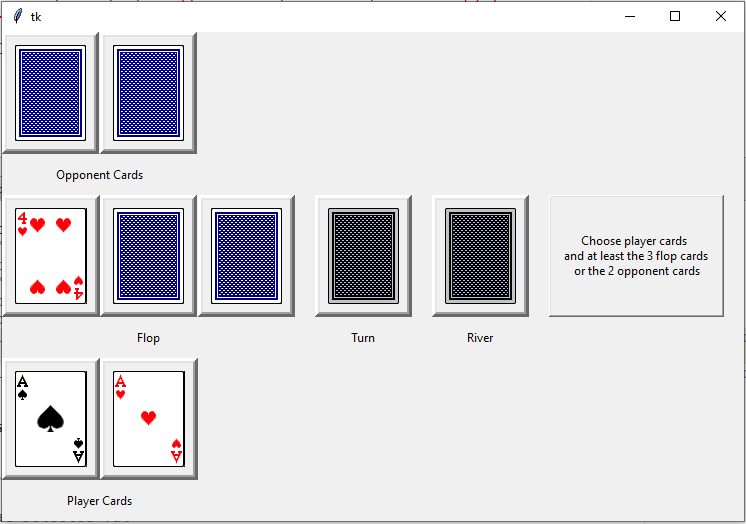 tk
Opponent Cards
4
4
Choose player cards
and at least the 3 flop cards
or the 2 opponent cards
Flop
Turn
River
A
A
A
A
Player Cards